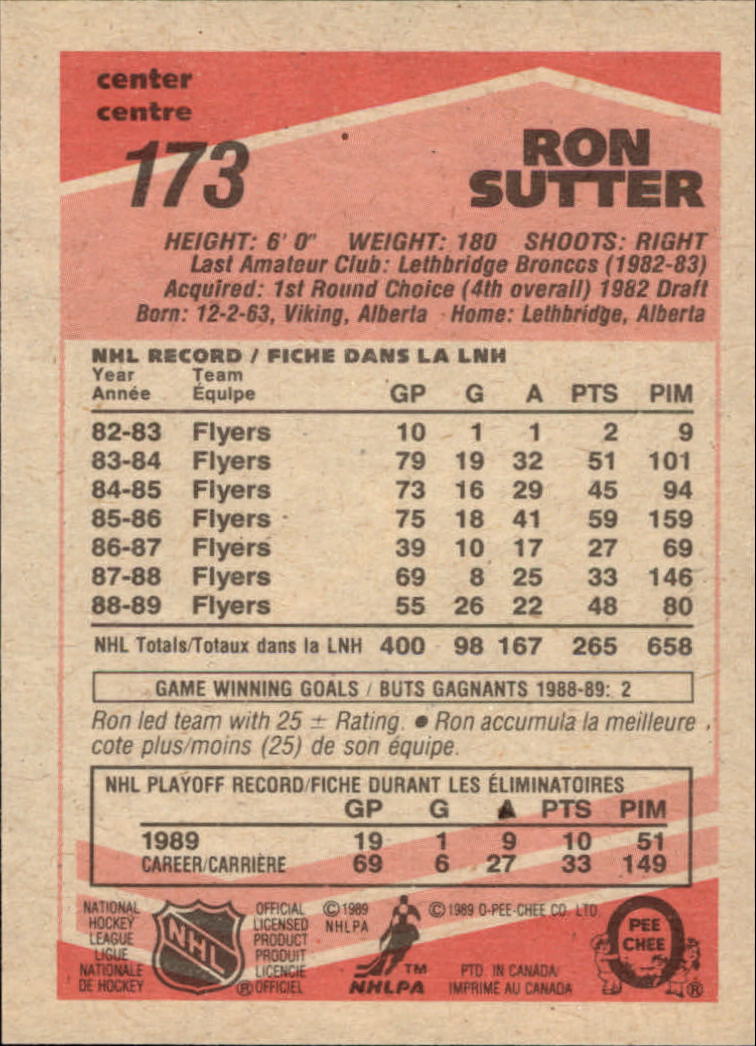 center
centre
173
RON
SUTTER
HEIGHT: 6' 0" WEIGHT: 180 SHOOTS: RIGHT
Last Amateur Club: Lethbridge Broncos (1982-83)
Acquired: 1st Round Choice (4th overall) 1982 Draft
Born: 12-2-63, Viking, Alberta Home: Lethbridge, Alberta
NHL RECORD / FICHE DANS LA LNH
Year Team
Année Équipe GP G A PTS PIM
82-83 Flyers 10 1 1 2 9
83-84 Flyers 79 19 32 51 101
84-85 Flyers 73 16 29 45 94
85-86 Flyers 75 18 41 59 159
86-87 Flyers 39 10 17 27 69
87-88 Flyers 69 8 25 33 146
88-89 Flyers 55 26 22 48 80
NHL Totals/Totaux dans la LNH 400 98 167 265 658
GAME WINNING GOALS / BUTS GAGNANTS 1988-89: 2
Ron led team with 25 ± Rating. ● Ron accumula la meilleure
cote plus/moins (25) de son équipe.
NHL PLAYOFF RECORD/FICHE DURANT LES ÉLIMINATOIRES
GP G A PTS PIM
1989 19 1 9 10 51
CAREER/CARRIÈRE 69 6 27 33 149
NATIONAL
HOCKEY
LEAGUE
LIGUE
NATIONALE
DE HOCKEY
NHL
®
OFFICIAL
LICENSED
PRODUCT
PRODUIT
LICENCIE
OFFICIEL
© 1989
NHLPA
TM
NHLPA
© 1989 O-PEE-CHEE CO. LTD.
PTD. IN CANADA
IMPRIME AU CANADA
O
PEE
CHEE
®